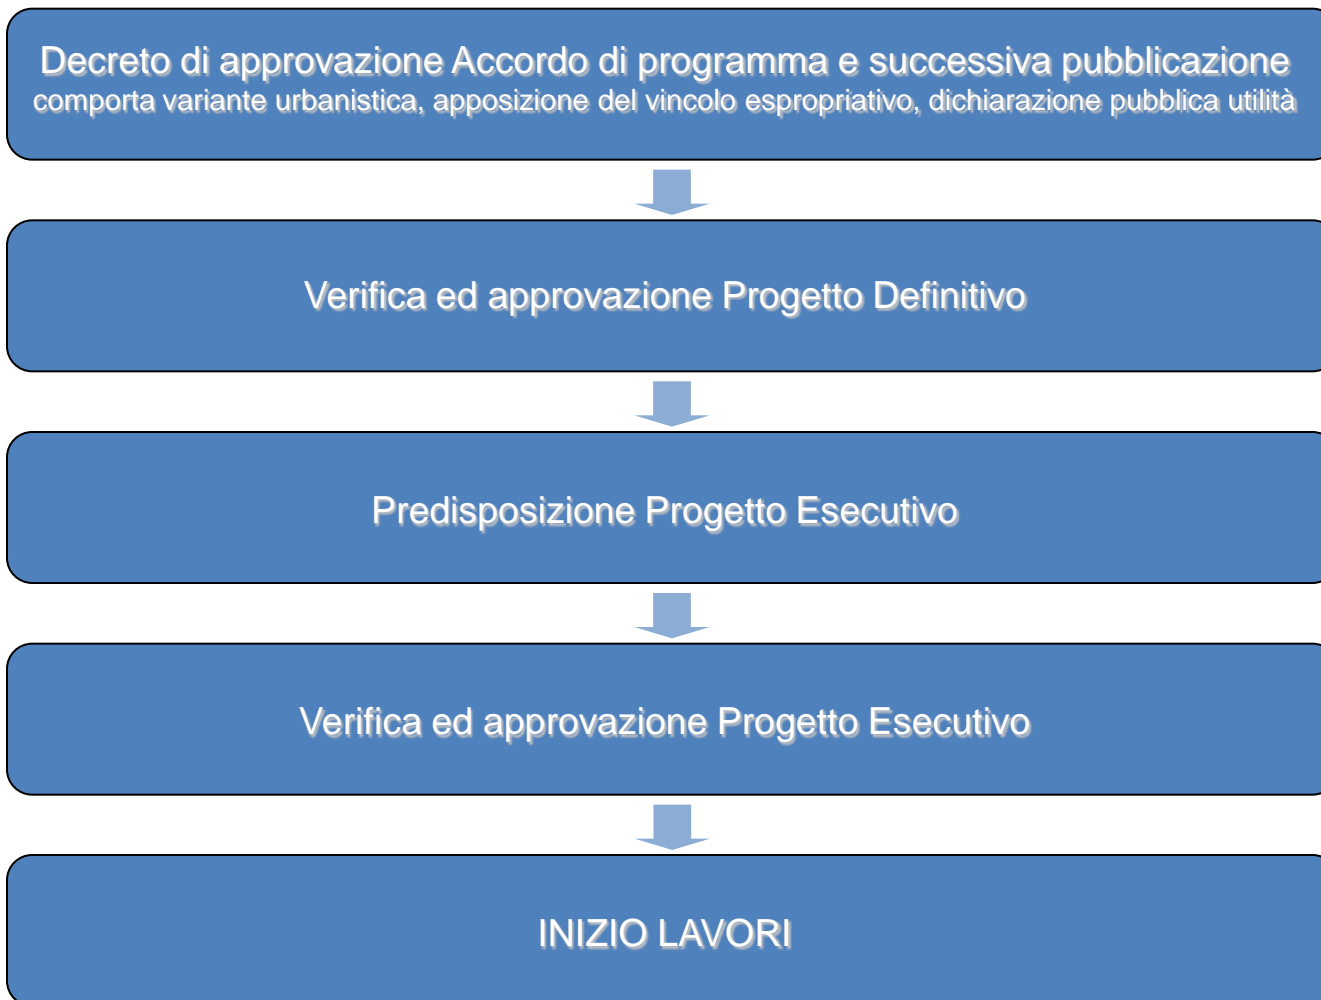 Decreto di approvazione Accordo di programma e successiva pubblicazione
comporta variante urbanistica, apposizione del vincolo espropriativo, dichiarazione pubblica utilità
Verifica ed approvazione Progetto Definitivo
Predisposizione Progetto Esecutivo
Verifica ed approvazione Progetto Esecutivo
INIZIO LAVORI